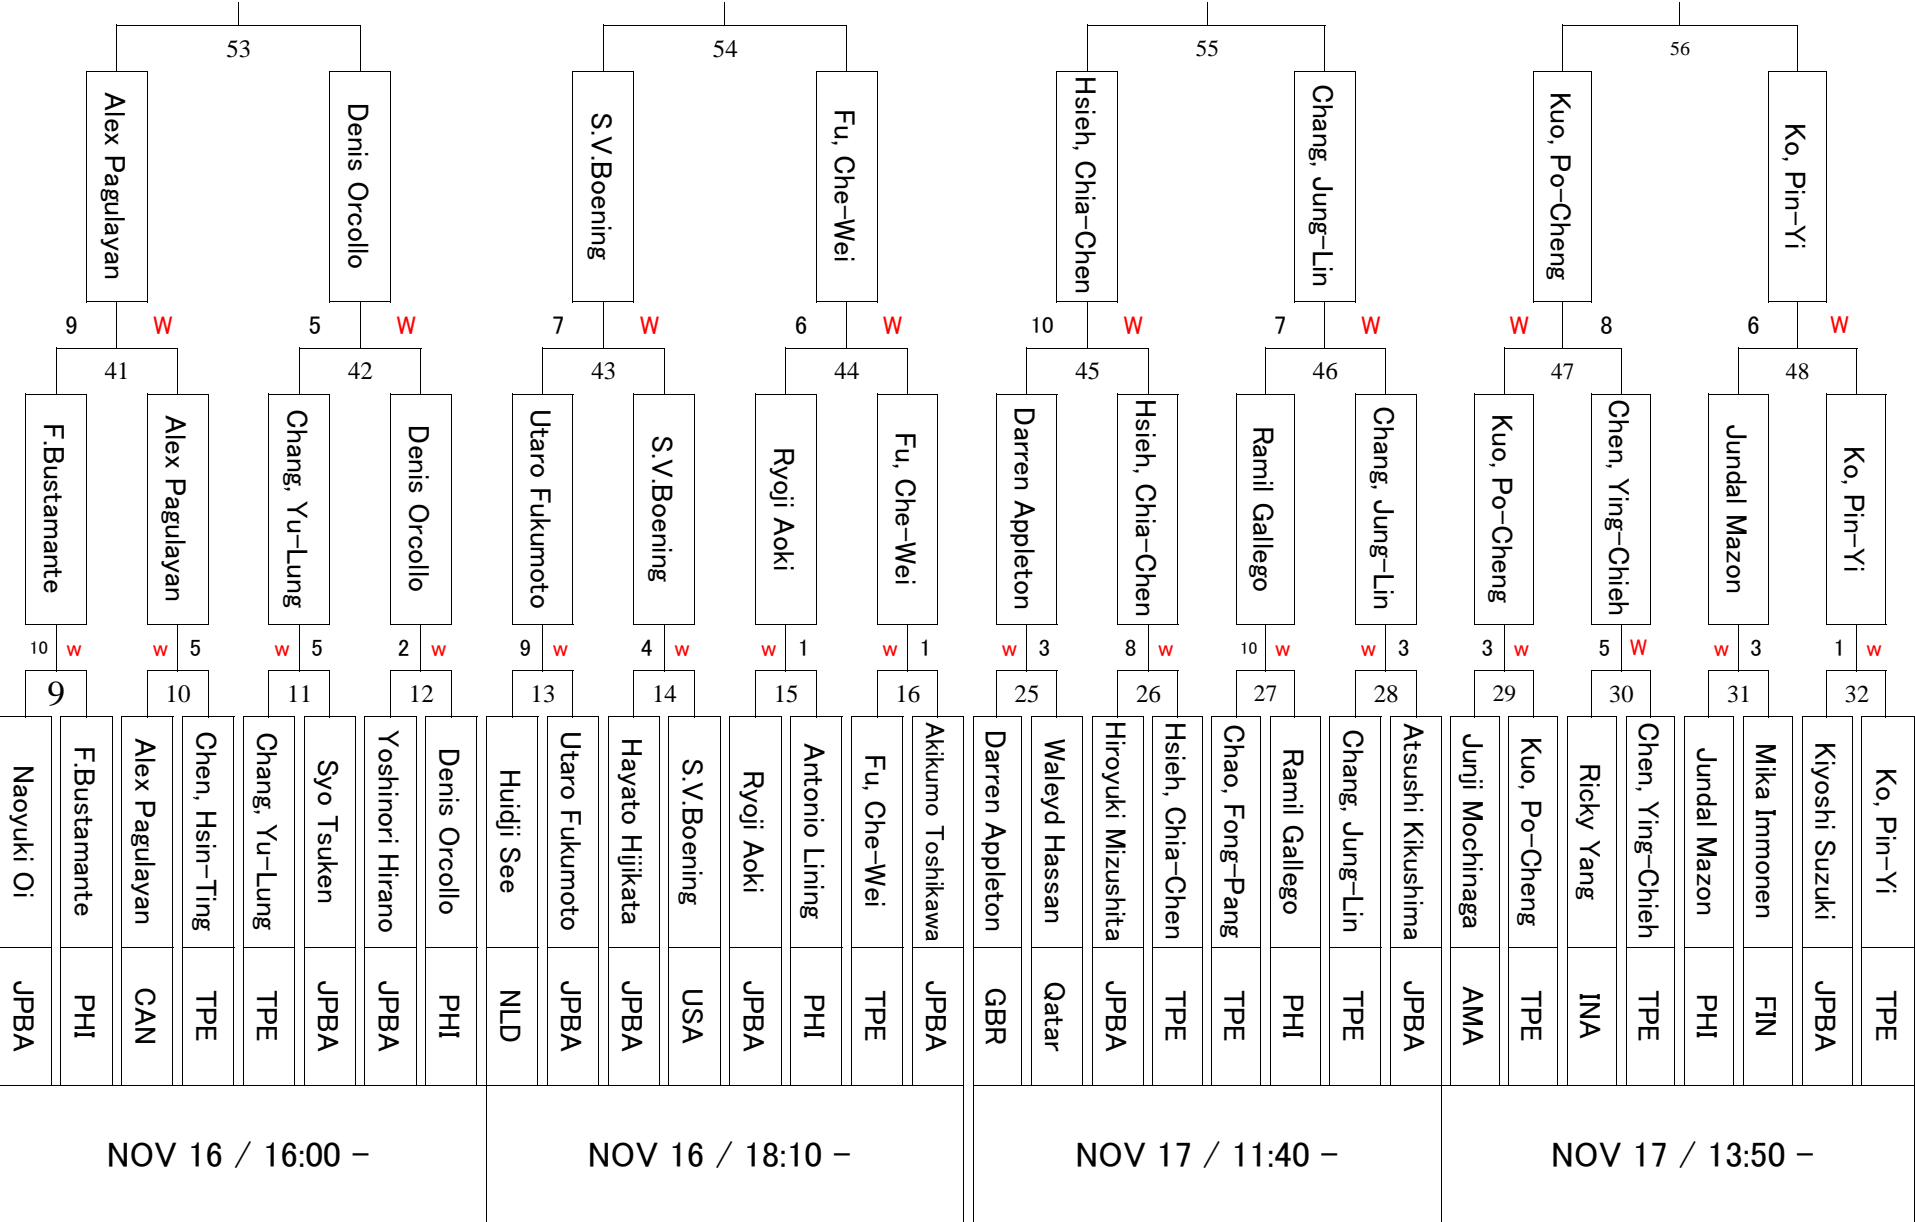 53
54
55
56
Alex Pagulayan
Denis Orcollo
S.V.Boening
Fu, Che-Wei
Hsieh, Chia-Chen
Chang, Jung-Lin
Kuo, Po-Cheng
Ko, Pin-Yi
9 W
5 W
7 W
6 W
10 W
7 W
W 8
6 W
41
42
43
44
45
46
47
48
F.Bustamante
Alex Pagulayan
Chang, Yu-Lung
Denis Orcollo
Utaro Fukumoto
S.V.Boening
Ryoji Aoki
Fu, Che-Wei
Darren Appleton
Hsieh, Chia-Chen
Ramil Gallego
Chang, Jung-Lin
Kuo, Po-Cheng
Chen, Ying-Chieh
Jundal Mazon
Ko, Pin-Yi
10 w
w 5
w 5
2 w
9 w
4 w
w 1
w 1
w 3
8 w
10 w
w 3
3 w
5 W
w 3
1 w
9
10
11
12
13
14
15
16
25
26
27
28
29
30
31
32
Naoyuki Oi
F.Bustamante
Alex Pagulayan
Chen, Hsin-Ting
Chang, Yu-Lung
Syo Tsuken
Yoshinori Hirano
Denis Orcollo
Huidji See
Utaro Fukumoto
Hayato Hijikata
S.V.Boening
Ryoji Aoki
Antonio Lining
Fu, Che-Wei
Akikumo Toshikawa
Darren Appleton
Waleyd Hassan
Hiroyuki Mizushita
Hsieh, Chia-Chen
Chao, Fong-Pang
Ramil Gallego
Chang, Jung-Lin
Atsushi Kikushima
Junji Mochinaga
Kuo, Po-Cheng
Ricky Yang
Chen, Ying-Chieh
Jundal Mazon
Mika Immonen
Kiyoshi Suzuki
Ko, Pin-Yi
JPBA
PHI
CAN
TPE
TPE
JPBA
JPBA
PHI
NLD
JPBA
JPBA
USA
JPBA
PHI
TPE
JPBA
GBR
Qatar
JPBA
TPE
TPE
PHI
TPE
JPBA
AMA
TPE
INA
TPE
PHI
FIN
JPBA
TPE
NOV 16 / 16:00 -
NOV 16 / 18:10 -
NOV 17 / 11:40 -
NOV 17 / 13:50 -